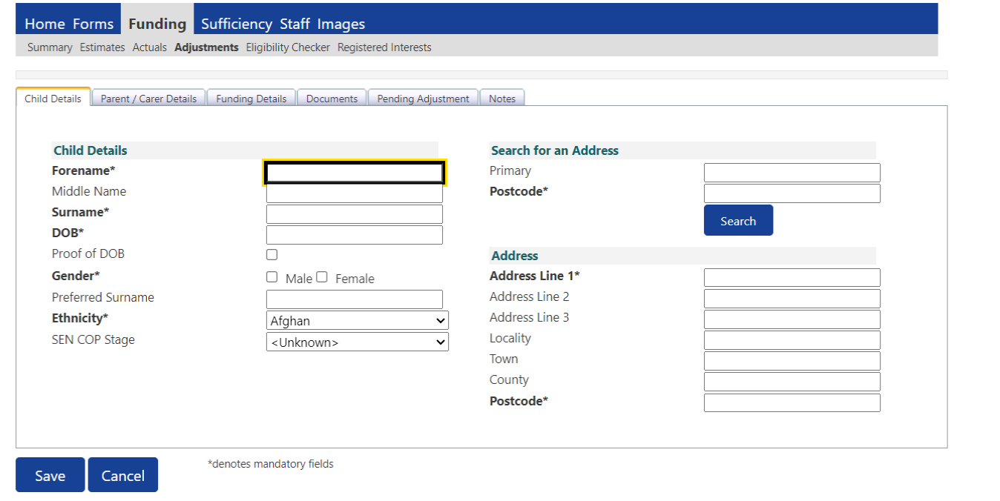 Home Forms Funding Sufficiency Staff Images
Summary Estimates Actuals Adjustments Eligibility Checker Registered Interests
Child Details Parent / Carer Details Funding Details Documents Pending Adjustment Notes
Child Details
Forename*
Middle Name
Surname*
DOB*
Proof of DOB
Gender* Male Female
Preferred Surname
Ethnicity* Afghan
SEN COP Stage <Unknown>
Search for an Address
Primary
Postcode*
Search
Address
Address Line 1*
Address Line 2
Address Line 3
Locality
Town
County
Postcode*
Save Cancel *denotes mandatory fields